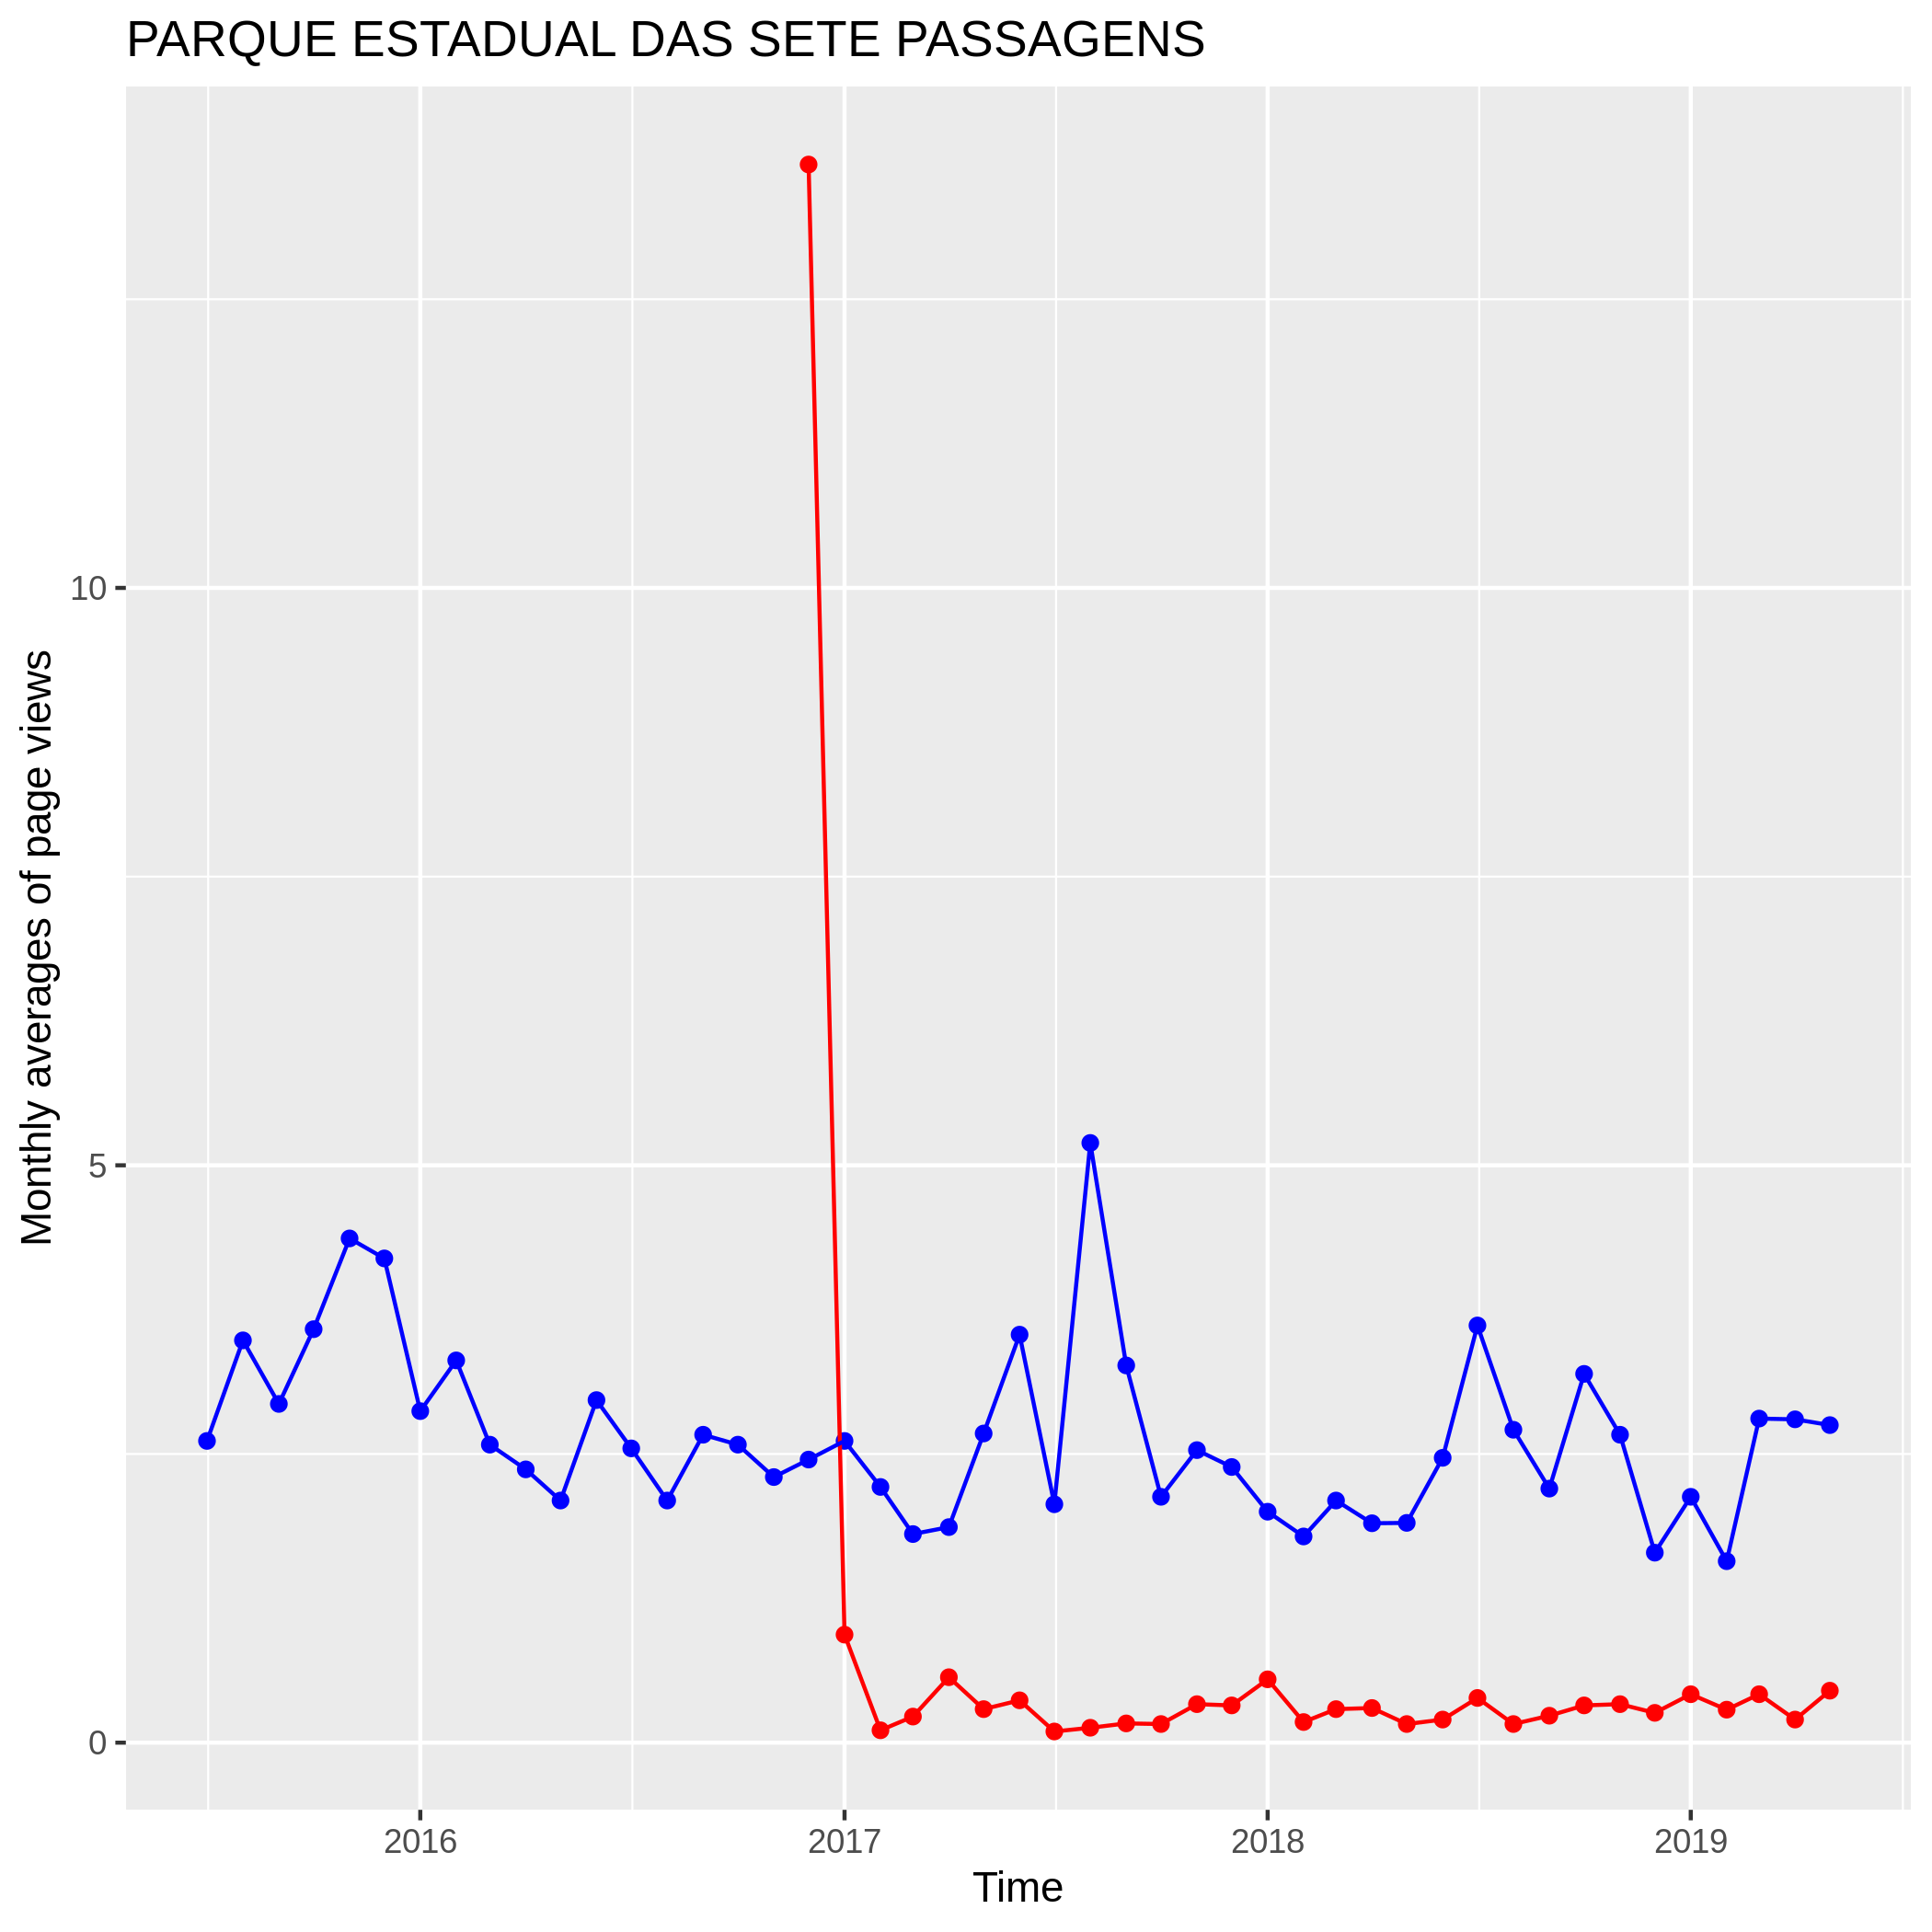 PARQUE ESTADUAL DAS SETE PASSAGENS
Monthly averages of page views
10
5
0
2016
2017
2018
2019
Time